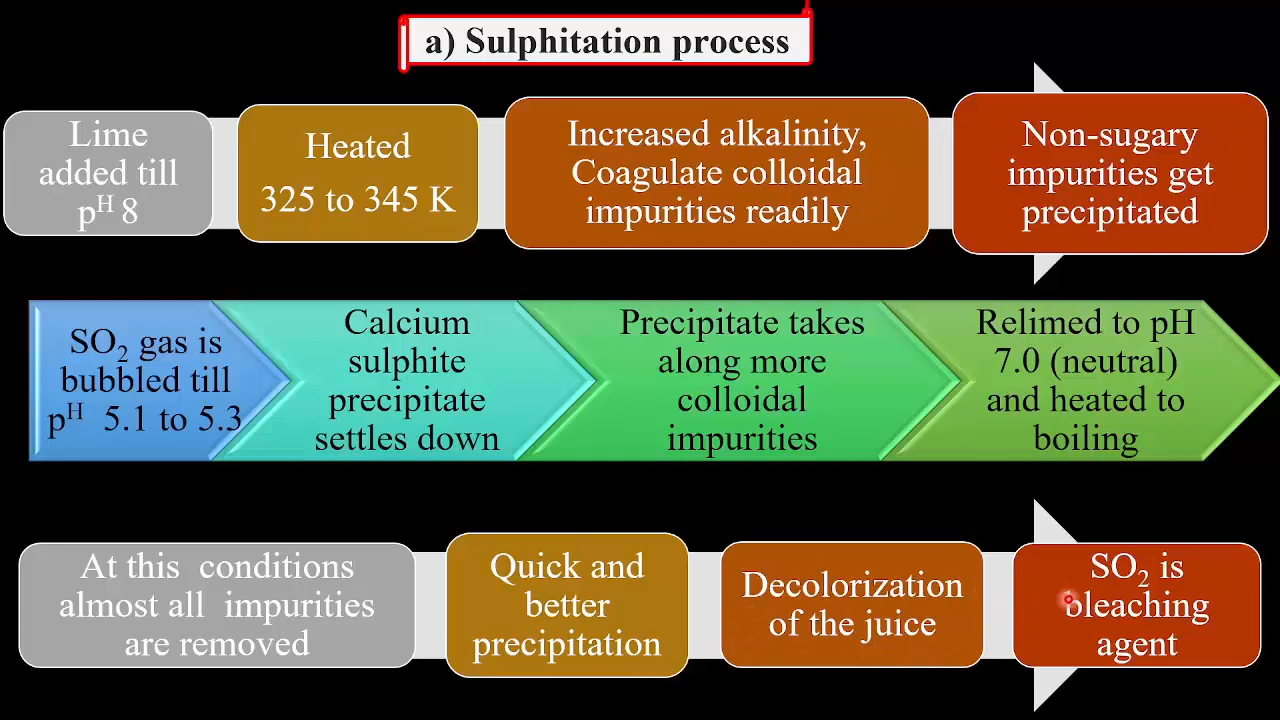 a) Sulphitation process
Lime
added till
pH 8
Heated
325 to 345 K
Increased alkalinity,
Coagulate colloidal
impurities readily
Non-sugary
impurities get
precipitated
SO2 gas is
bubbled till
pH 5.1 to 5.3
Calcium
sulphite
precipitate
settles down
Precipitate takes
along more
colloidal
impurities
Relimed to pH
7.0 (neutral)
and heated to
boiling
At this conditions
almost all impurities
are removed
Quick and
better
precipitation
Decolorization
of the juice
SO2 is
bleaching
agent